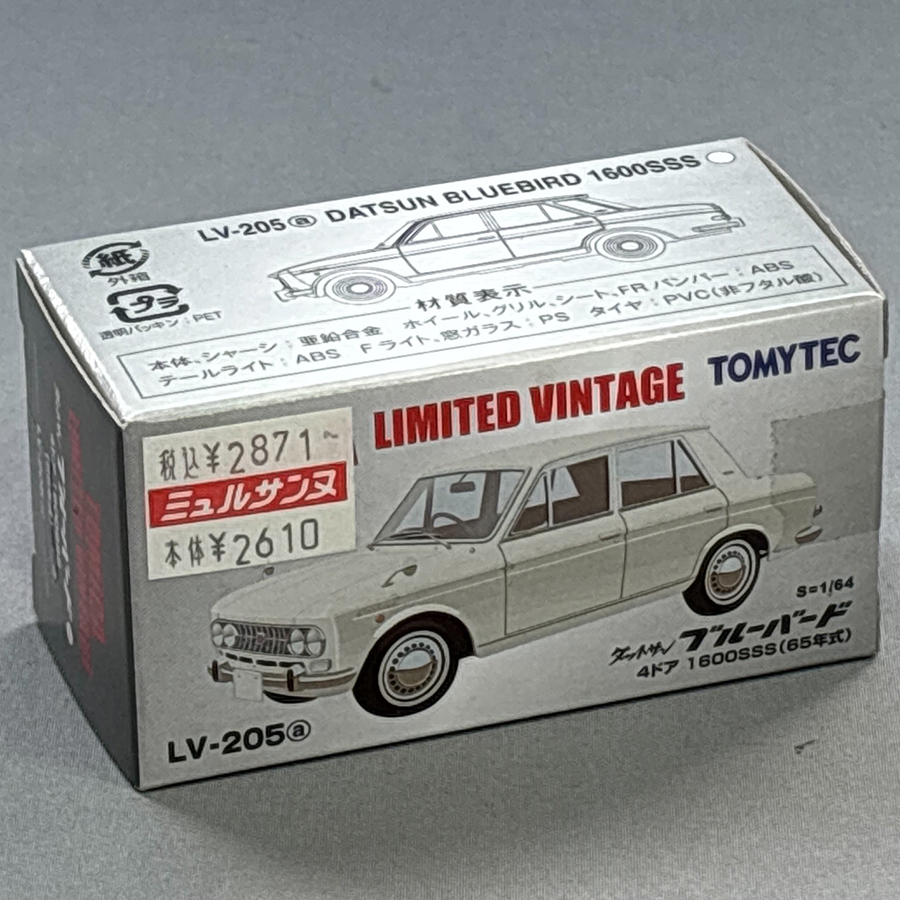 LV-205ⓐ DATSUN BLUEBIRD 1600SSS
紙
外箱
プラ
透明パッキン:PET
材質表示
本体、シャーシ:亜鉛合金 ホイール、グリル、シート、FRバンパー:ABS
テールライト:ABS Fライト、窓ガラス:PS タイヤ:PVC(非フタル酸)
LIMITED VINTAGE
TOMYTEC
税込¥2871~
ミュルサンヌ
本体¥2610
S=1/64
ダットサン ブルーバード
4ドア 1600SSS(65年式)
LV-205ⓐ